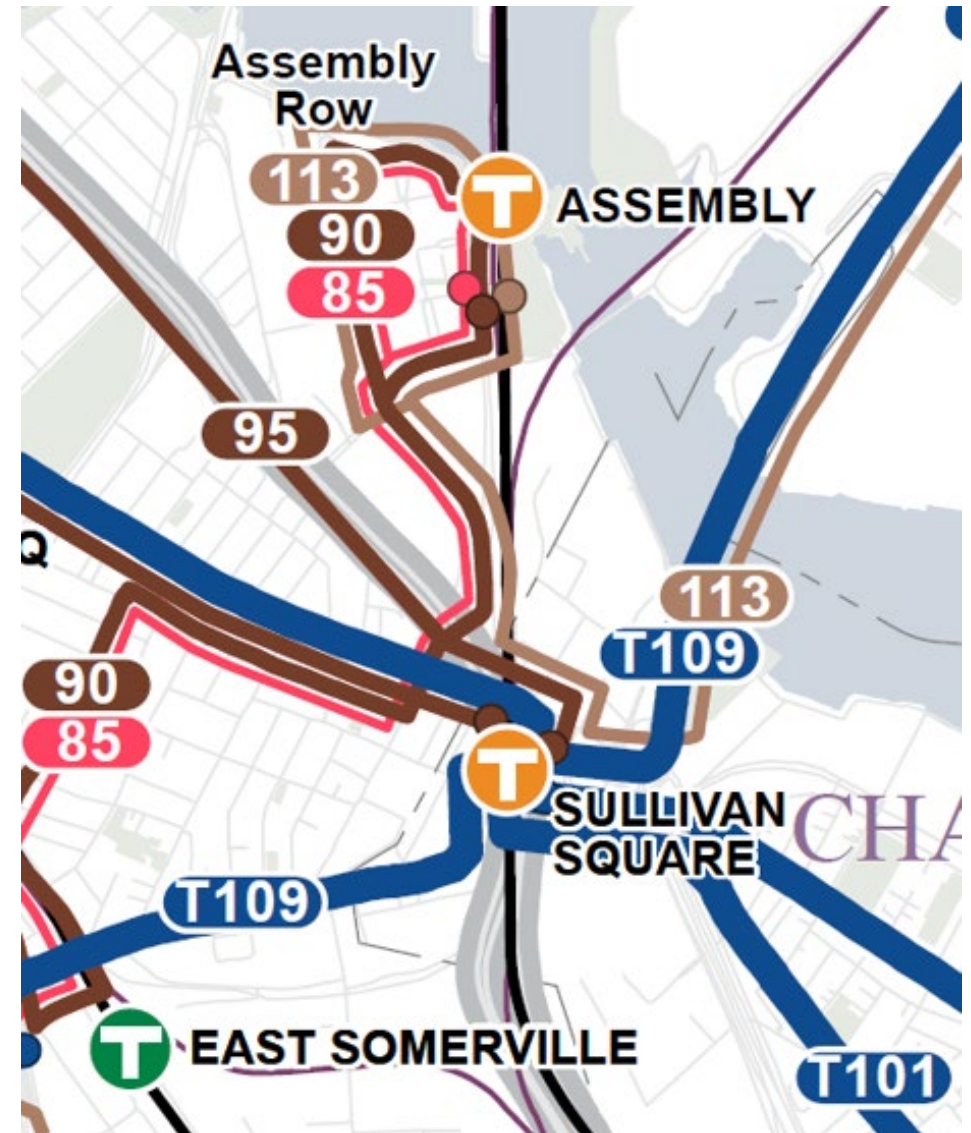 Assembly
Row
113
T
ASSEMBLY
90
85
95
Q
113
T109
90
85
T
SULLIVAN
SQUARE
CHA
T109
T
EAST SOMERVILLE
T101